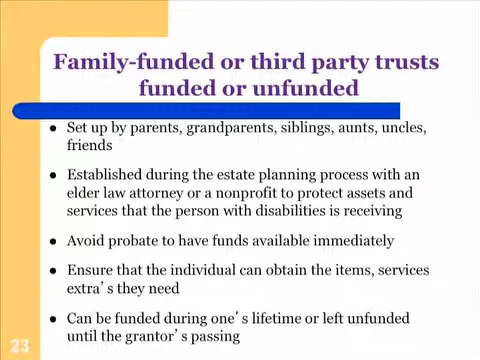 Family-funded or third party trusts
funded or unfunded
● Set up by parents, grandparents, siblings, aunts, uncles,
friends
● Established during the estate planning process with an
elder law attorney or a nonprofit to protect assets and
services that the person with disabilities is receiving
● Avoid probate to have funds available immediately
● Ensure that the individual can obtain the items, services
extra's they need
● Can be funded during one's lifetime or left unfunded
until the grantor's passing
23